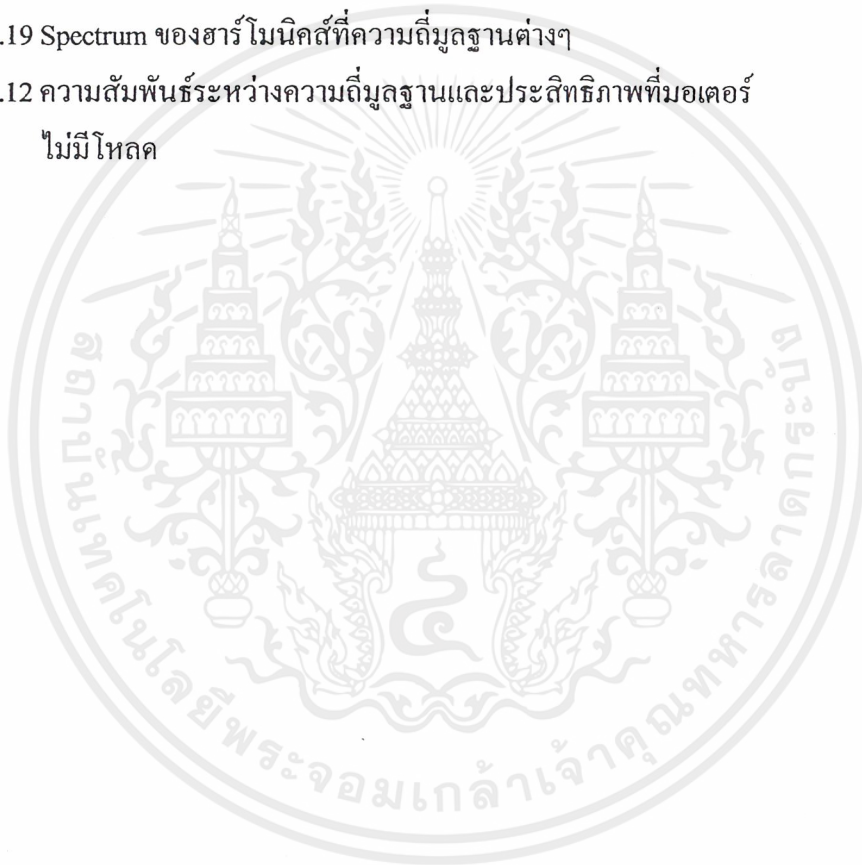 .19 Spectrum ของฮาร์โมนิคส์ที่ความถี่มูลฐานต่างๆ
.12 ความสัมพันธ์ระหว่างความถี่มูลฐานและประสิทธิภาพที่มอเตอร์
ไม่มีโหลด
สถาบันเทคโนโลยีพระจอมเกล้าเจ้าคุณทหารลาดกระบัง